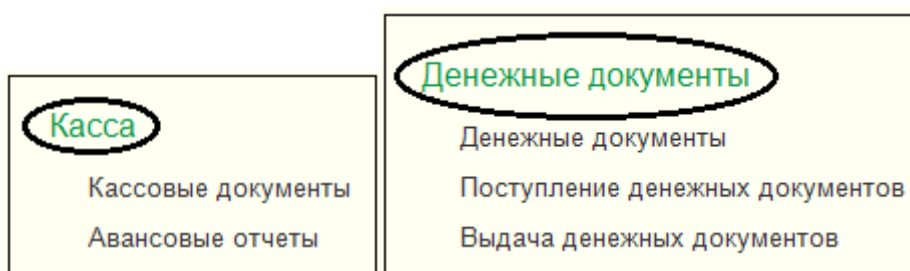 Касса
Кассовые документы
Авансовые отчеты
Денежные документы
Денежные документы
Поступление денежных документов
Выдача денежных документов